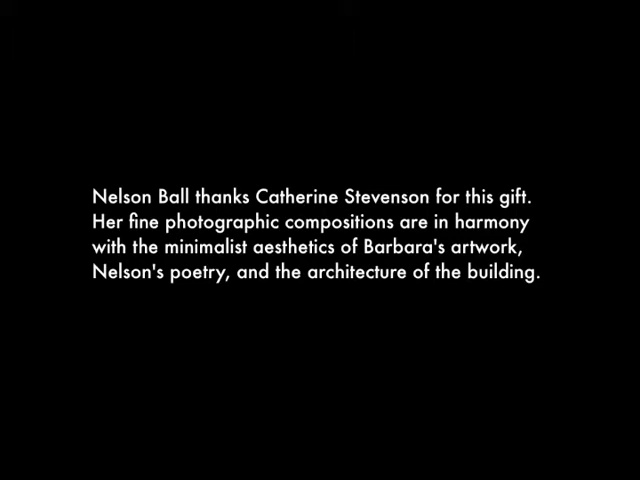 Nelson Ball thanks Catherine Stevenson for this gift.
Her fine photographic compositions are in harmony
with the minimalist aesthetics of Barbara's artwork,
Nelson's poetry, and the architecture of the building.